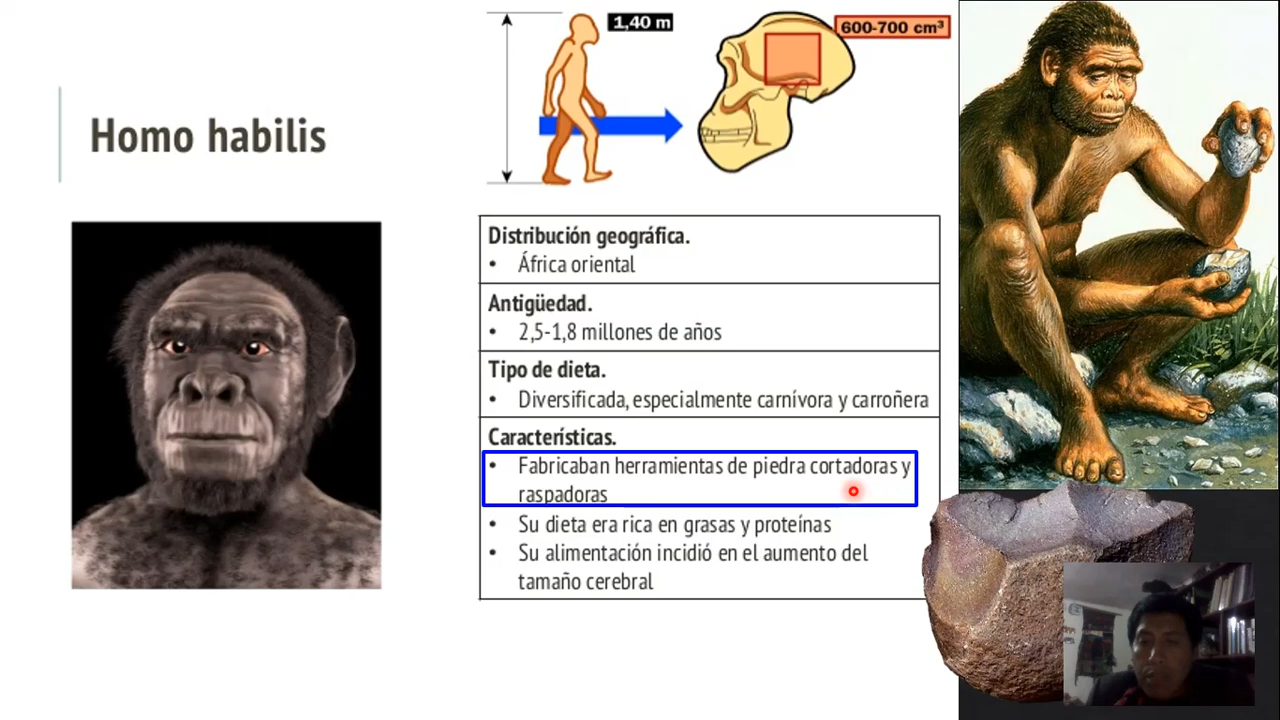 1,40 m
600-700 cm³
Homo habilis
Distribución geográfica.
• África oriental
Antigüedad.
• 2,5-1,8 millones de años
Tipo de dieta.
• Diversificada, especialmente carnívora y carroñera
Características.
• Fabricaban herramientas de piedra cortadoras y
raspadoras
• Su dieta era rica en grasas y proteínas
• Su alimentación incidió en el aumento del
tamaño cerebral